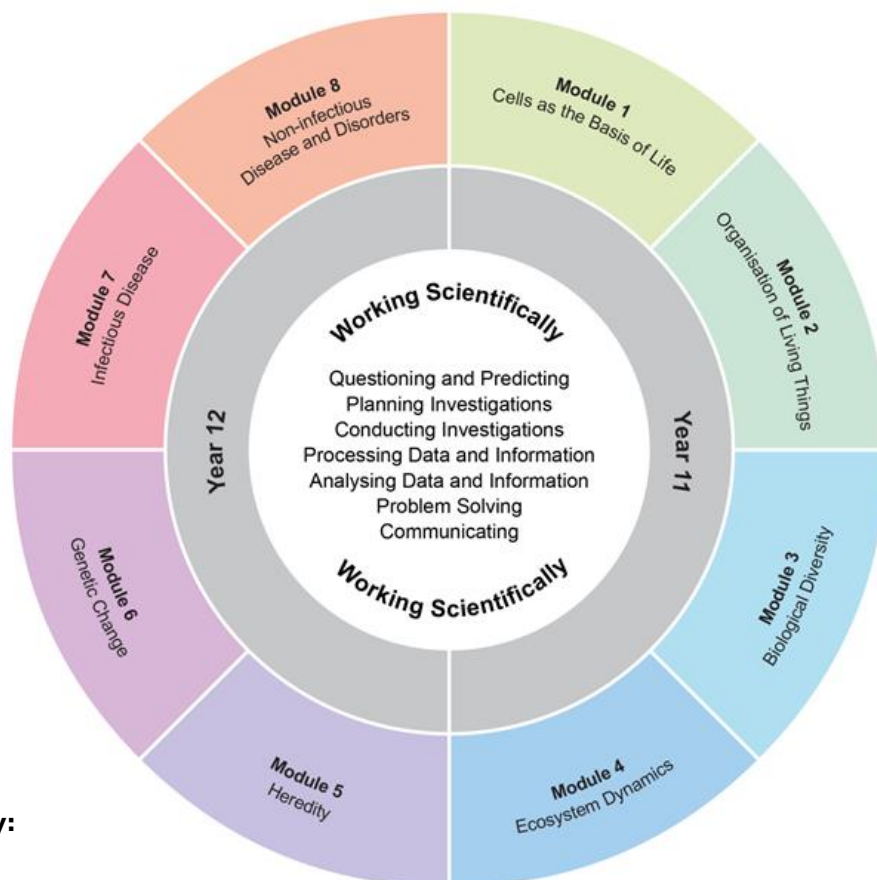 Module 8
Non-infectious
Disease and Disorders
Module 1
Cells as the Basis of Life
Module 7
Infectious Disease
Module 2
Organisation of Living Things
Working Scientifically
Questioning and Predicting
Planning Investigations
Conducting Investigations
Processing Data and Information
Analysing Data and Information
Problem Solving
Communicating
Working Scientifically
Year 12
Year 11
Module 6
Genetic Change
Module 3
Biological Diversity
Module 5
Heredity
Module 4
Ecosystem Dynamics